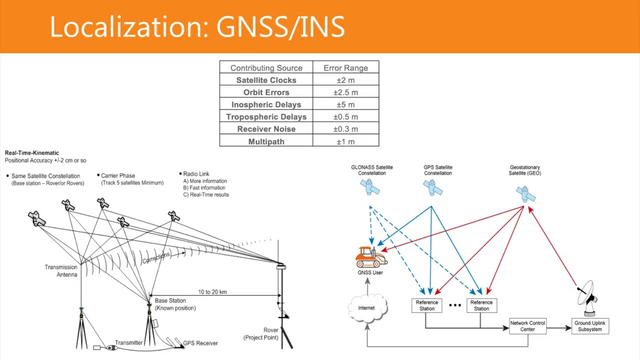 Localization: GNSS/INS
Contributing Source Error Range
Satellite Clocks ±2 m
Orbit Errors ±2.5 m
Inospheric Delays ±5 m
Tropospheric Delays ±0.5 m
Receiver Noise ±0.3 m
Multipath ±1 m
Real-Time-Kinematic
Positional Accuracy +/-2 cm or so
• Same Satellite Constellation
(Base station – Rover/or Rovers)
• Carrier Phase
(Track 5 satellites Minimum)
• Radio Link
A) More information
B) Fast information
C) Real-Time results
Transmission
Antenna
Corrections
10 to 20 km
Base Station
(Known position)
Rover
(Project Point)
Transmitter
GPS Receiver
GLONASS Satellite
Constellation
GPS Satellite
Constellation
Geostationary
Satellite (GEO)
GNSS User
Internet
Reference
Station
Reference
Station
Network Control
Center
Ground Uplink
Subsystem